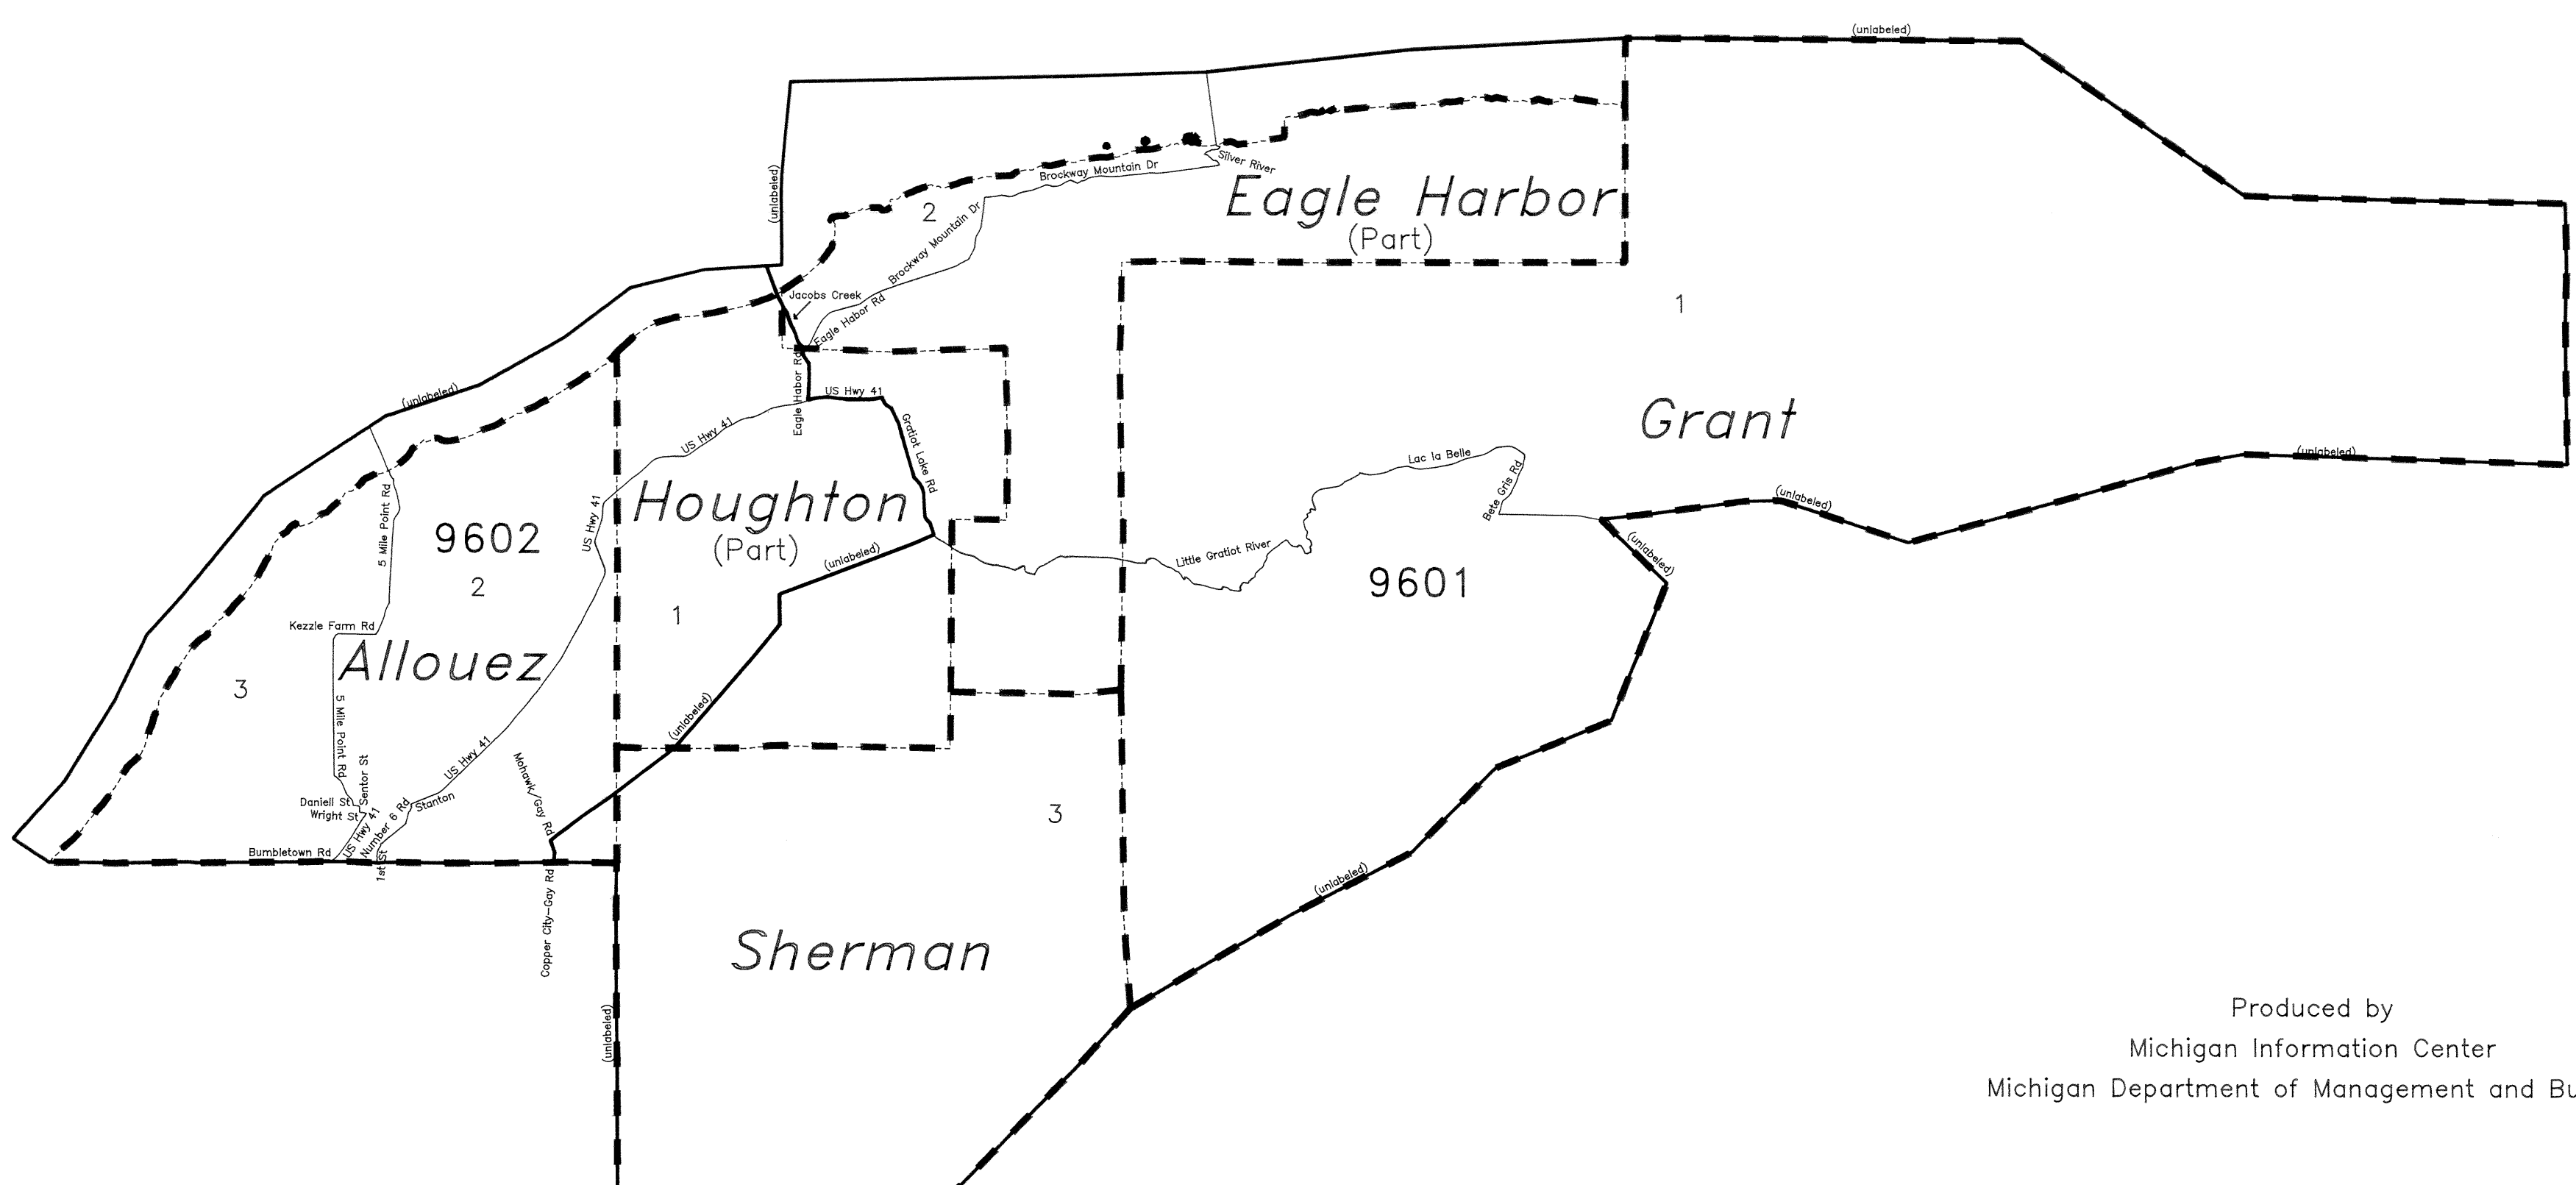 (unlabeled)
(unlabeled)
Brockway Mountain Dr
Silver River
Eagle Harbor
(Part)
2
Brockway Mountain Dr
Jacobs Creek
Eagle Habor Rd
1
Eagle Habor Rd
US Hwy 41
(unlabeled)
US Hwy 41
Gratiot Lake Rd
Grant
Lac la Belle
(unlabeled)
Bete Gris Rd
(unlabeled)
5 Mile Point Rd
9602
US Hwy 41
Houghton
(Part)
(unlabeled)
Little Gratiot River
(unlabeled)
9601
2
1
Kezzle Farm Rd
Allouez
3
5 Mile Point Rd
(unlabeled)
US Hwy 41
Mohawk/Gay Rd
Sentor St
Daniell St
Wright St
US Hwy 41
Number 6 Rd
Stanton
3
Bumbletown Rd
1st St
Copper City-Gay Rd
(unlabeled)
Sherman
(unlabeled)
Produced by
Michigan Information Center
Michigan Department of Management and Bu